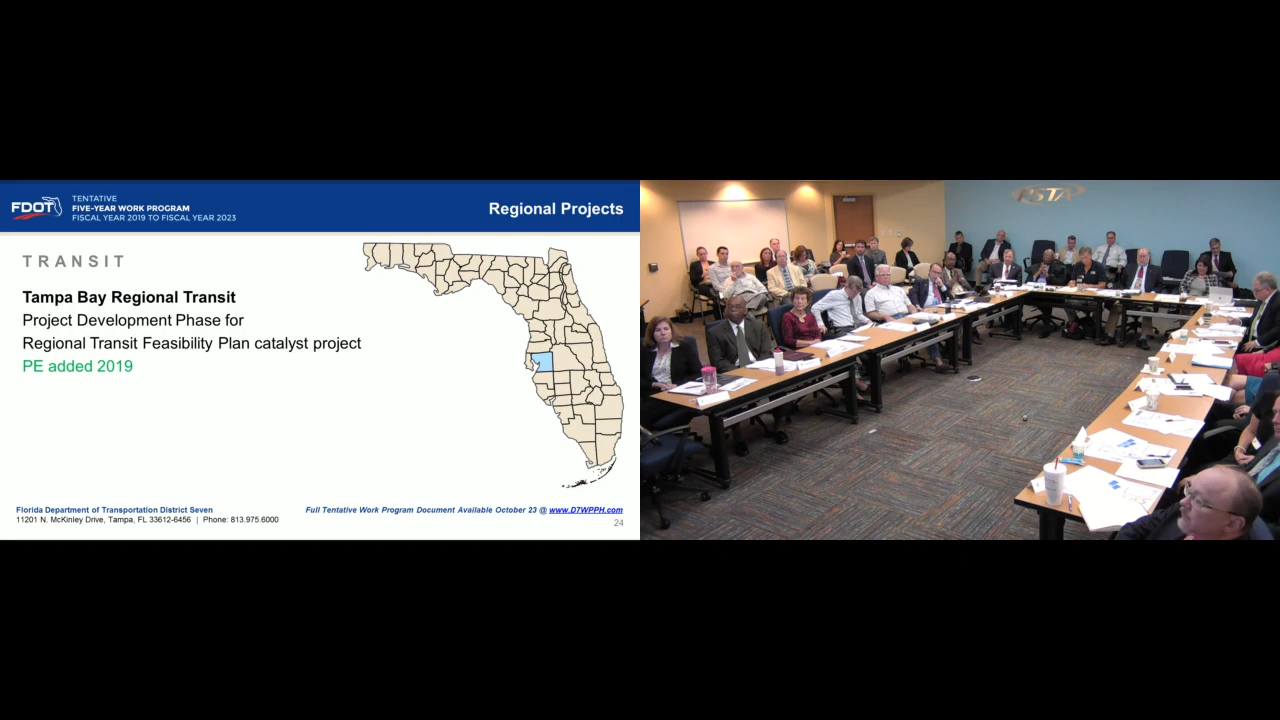 FDOT
TENTATIVE
FIVE-YEAR WORK PROGRAM
FISCAL YEAR 2019 TO FISCAL YEAR 2023
Regional Projects
TRANSIT
Tampa Bay Regional Transit
Project Development Phase for
Regional Transit Feasibility Plan catalyst project
PE added 2019
Florida Department of Transportation District Seven
11201 N. McKinley Drive, Tampa, FL 33612-6456 | Phone: 813.975.6000
Full Tentative Work Program Document Available October 23 @ www.D7WPPH.com
24
PSTA